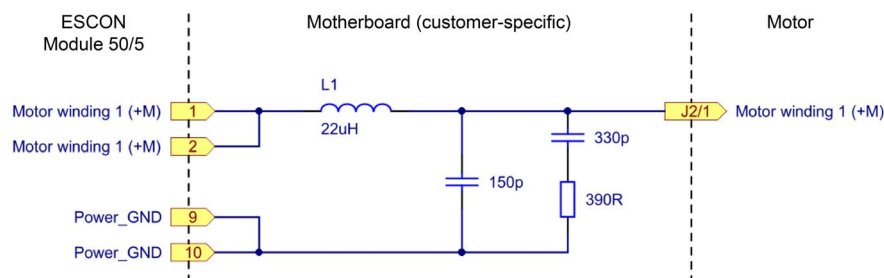 ESCON
Module 50/5
Motherboard (customer-specific)
Motor
L1
Motor winding 1 (+M)
1
22uH
J2/1
Motor winding 1 (+M)
Motor winding 1 (+M)
2
330p
150p
390R
Power_GND
9
Power_GND
10